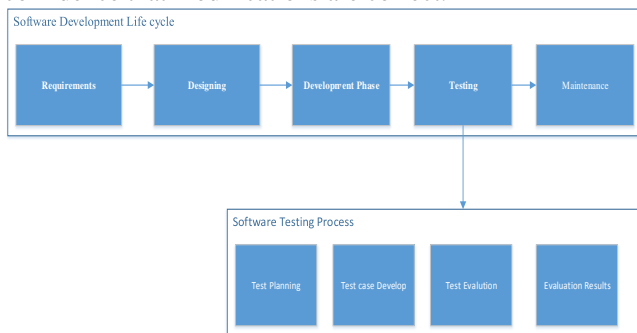 Software Development Life cycle
Requirements
Designing
Development Phase
Testing
Maintenance
Software Testing Process
Test Planning
Test case Develop
Test Evalution
Evaluation Results